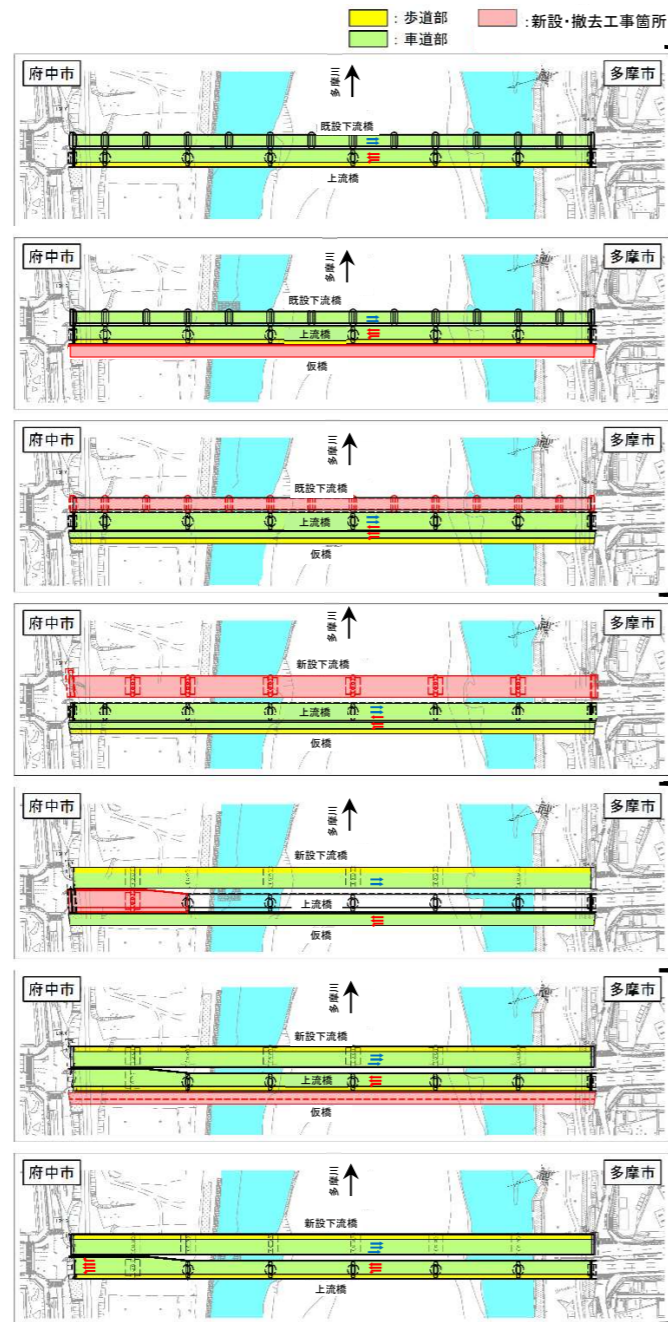 ：歩道部
：新設・撤去工事箇所
：車道部
府中市
多摩川
多摩市
既設下流橋
上流橋
府中市
多摩川
多摩市
既設下流橋
上流橋
仮橋
府中市
多摩川
多摩市
既設下流橋
上流橋
仮橋
府中市
多摩川
多摩市
新設下流橋
上流橋
仮橋
府中市
多摩川
多摩市
新設下流橋
上流橋
仮橋
府中市
多摩川
多摩市
新設下流橋
上流橋
仮橋
府中市
多摩川
多摩市
新設下流橋
上流橋